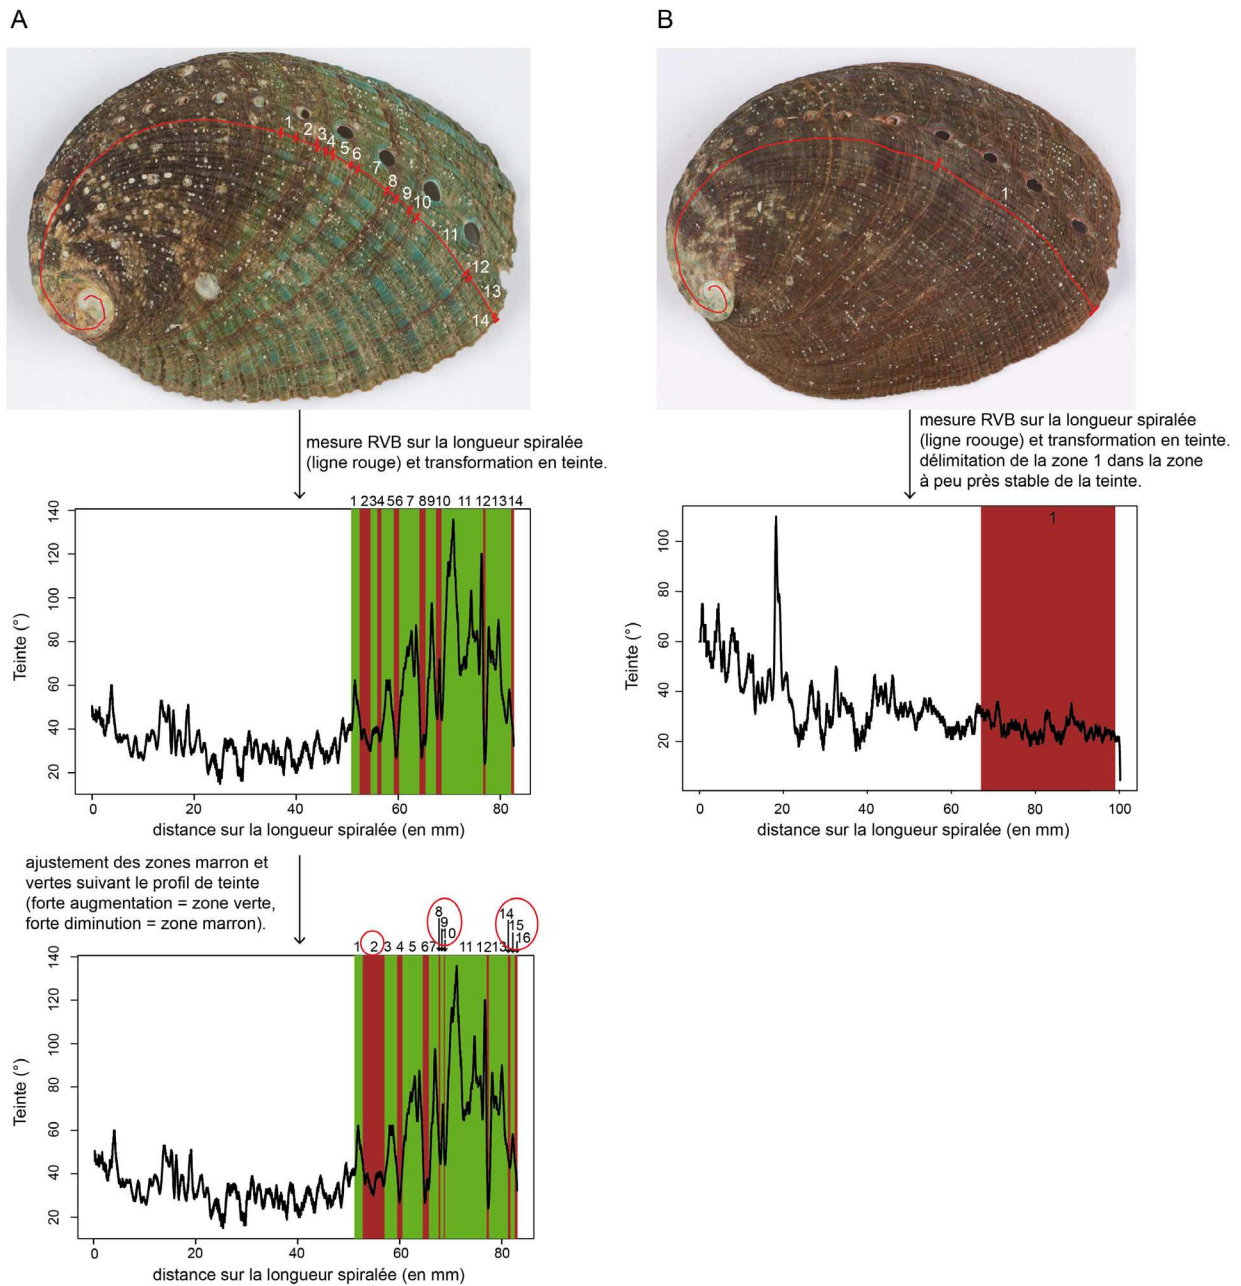 A
B
1
2
3
4
5
6
7
8
9
10
11
12
13
14
1
mesure RVB sur la longueur spiralée
(ligne rouge) et transformation en teinte.
mesure RVB sur la longueur spiralée
(ligne roouge) et transformation en teinte.
délimitation de la zone 1 dans la zone
à peu près stable de la teinte.
1 2 3 4 5 6 7 8 9 10 11 12 13 14
140
120
100
80
60
40
20
Teinte (°)
0 20 40 60 80
distance sur la longueur spiralée (en mm)
1
100
80
60
40
20
Teinte (°)
0 20 40 60 80 100
distance sur la longueur spiralée (en mm)
ajustement des zones marron et
vertes suivant le profil de teinte
(forte augmentation = zone verte,
forte diminution = zone marron).
8
9
10
14
15
16
1 2 3 4 5 6 7 11 12 13
140
120
100
80
60
40
20
Teinte (°)
0 20 40 60 80
distance sur la longueur spiralée (en mm)